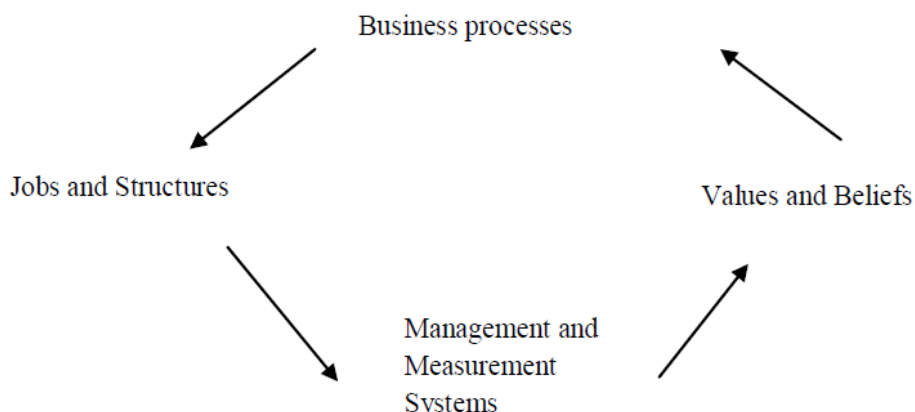 Business processes
Jobs and Structures
Values and Beliefs
Management and
Measurement
Systems